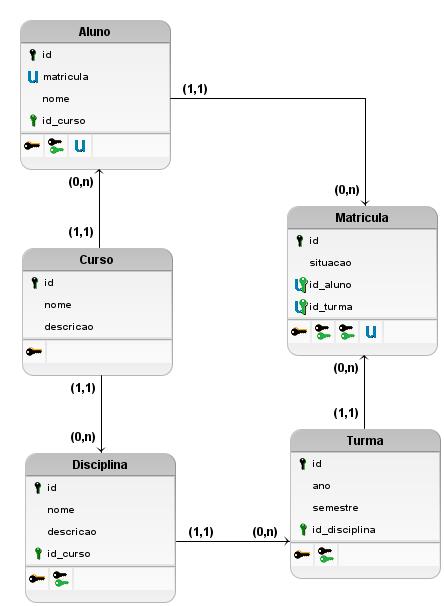 Aluno
id
U matricula
nome
id_curso
U
(1,1)
(0,n)
(0,n)
(1,1)
Matricula
id
situacao
U id_aluno
U id_turma
U
Curso
id
nome
descricao
(1,1)
(0,n)
(0,n)
(1,1)
Disciplina
id
nome
descricao
id_curso
(1,1)
(0,n)
Turma
id
ano
semestre
id_disciplina